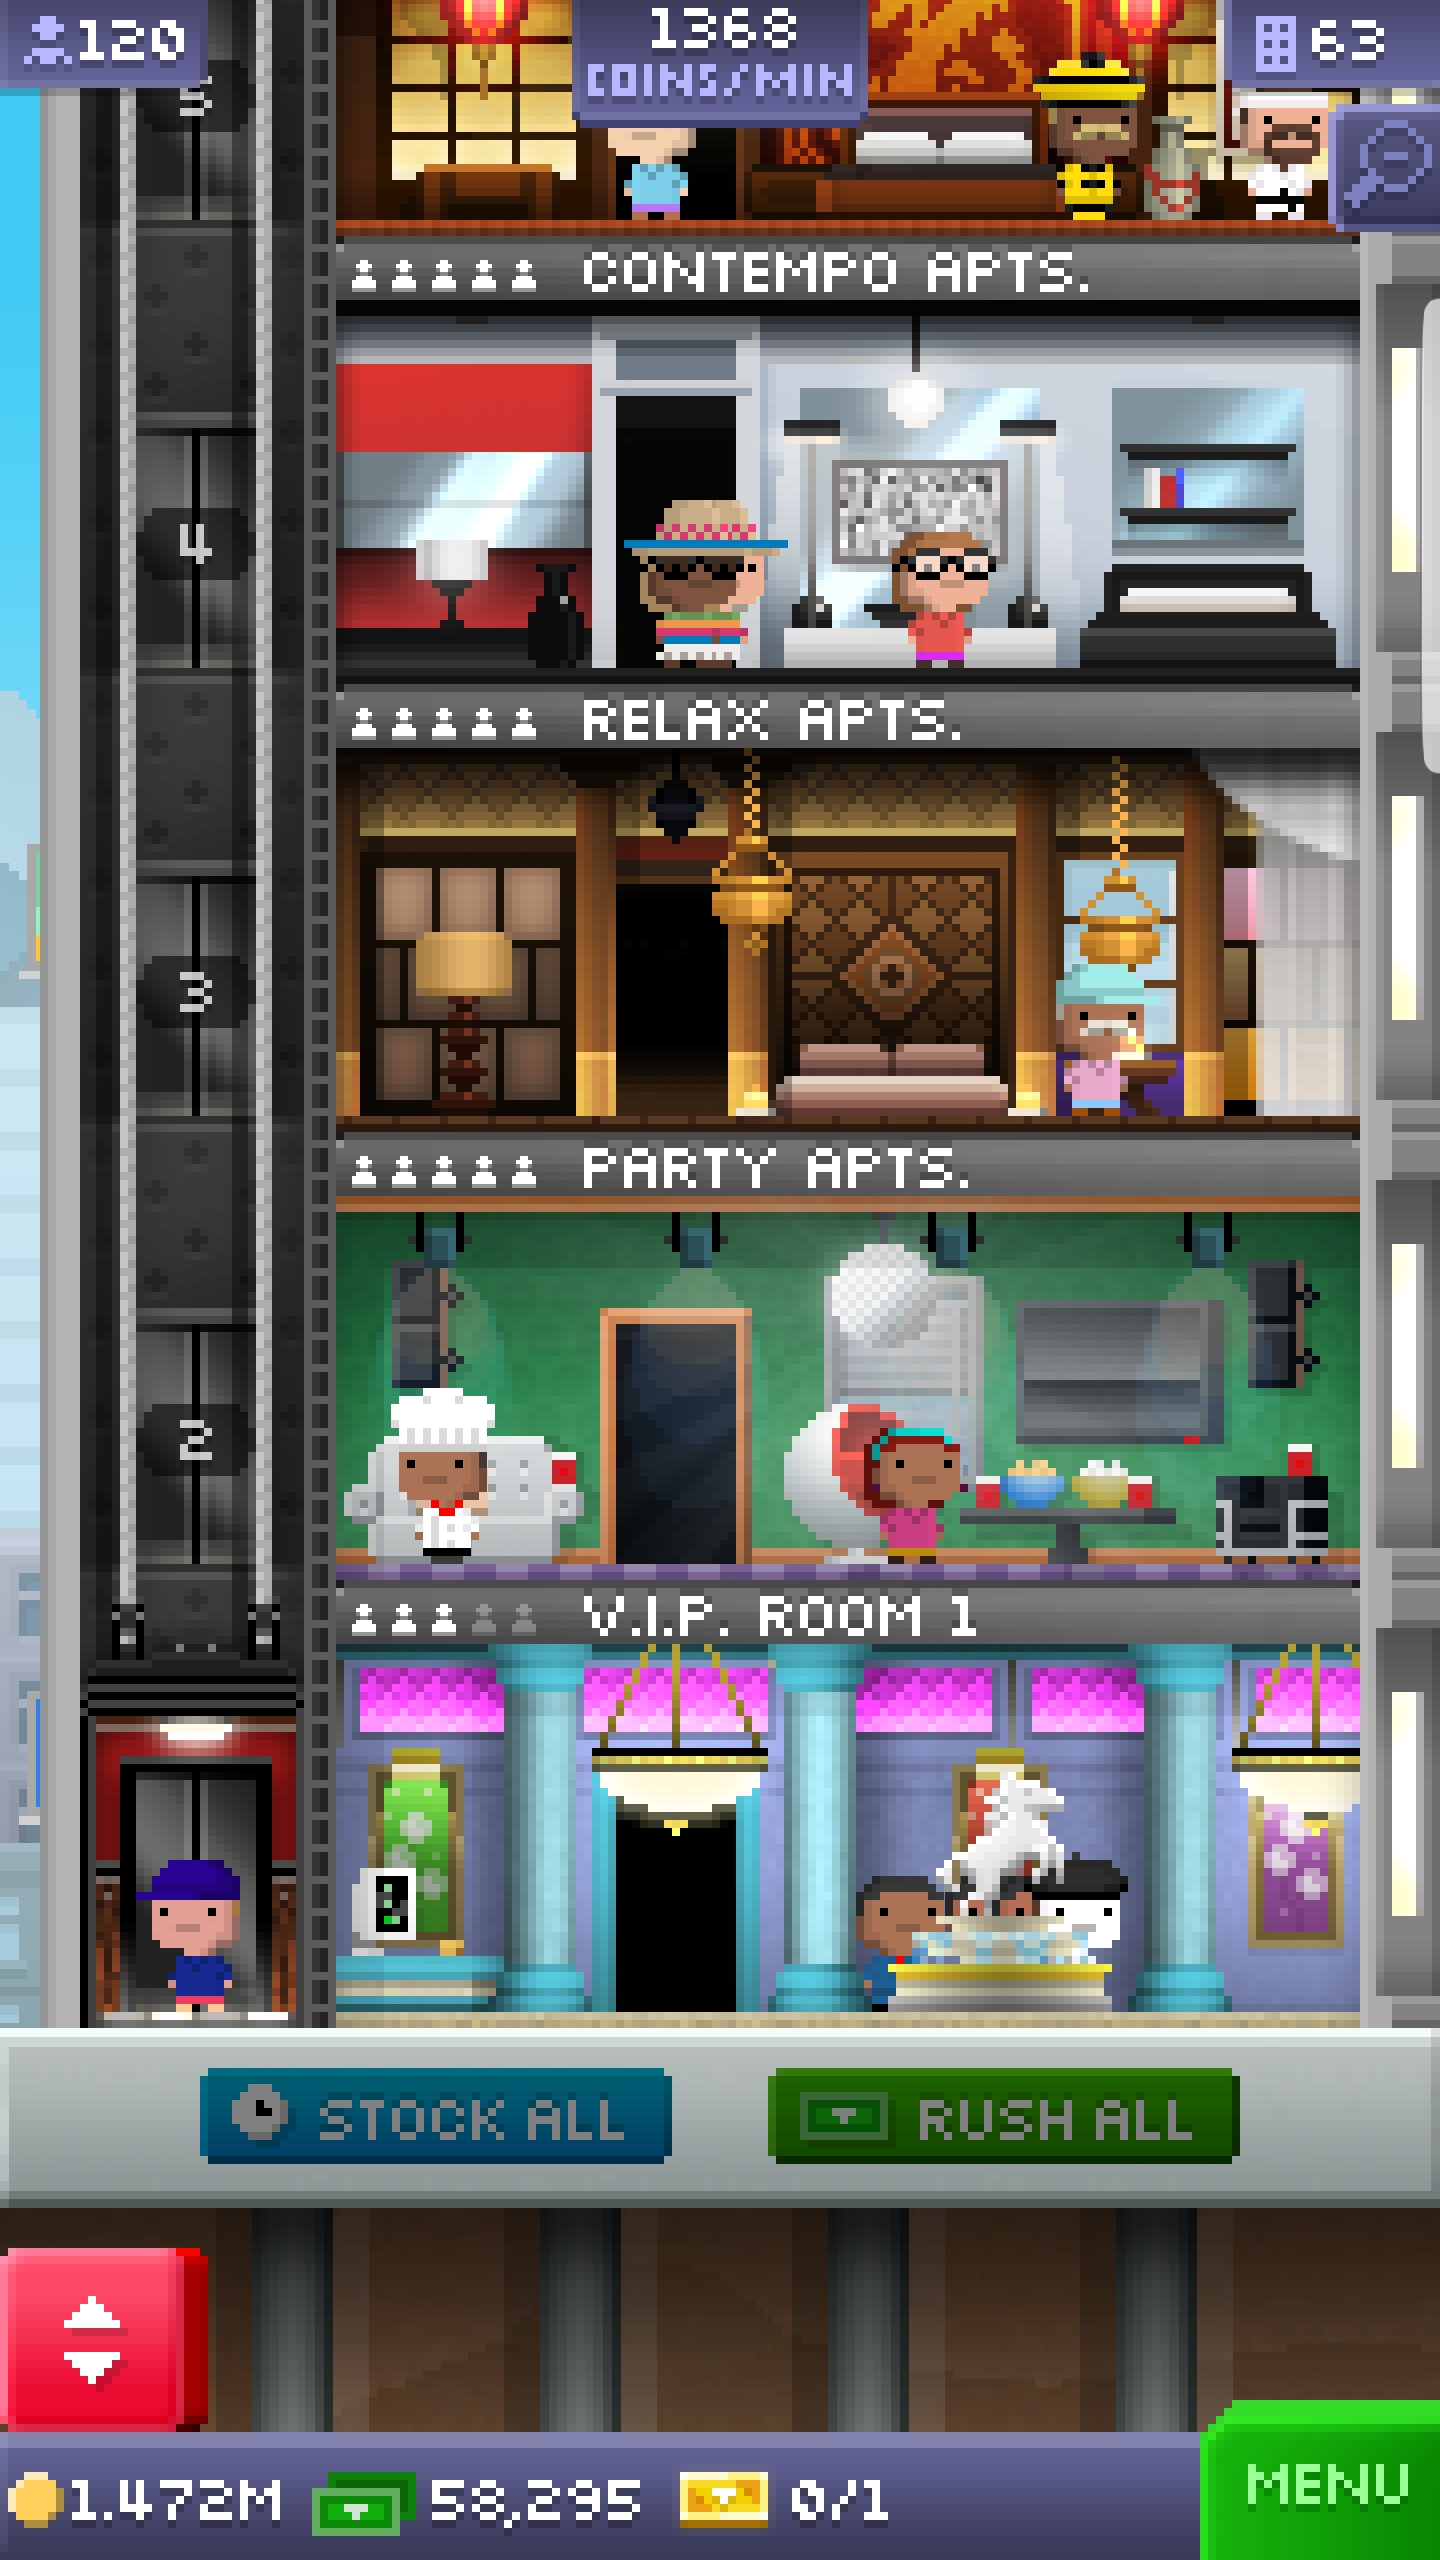 120
1368
COINS/MIN
63
5
CONTEMPO APTS.
4
RELAX APTS.
3
PARTY APTS.
2
V.I.P. ROOM 1
STOCK ALL
RUSH ALL
1.472M
58,295
0/1
MENU